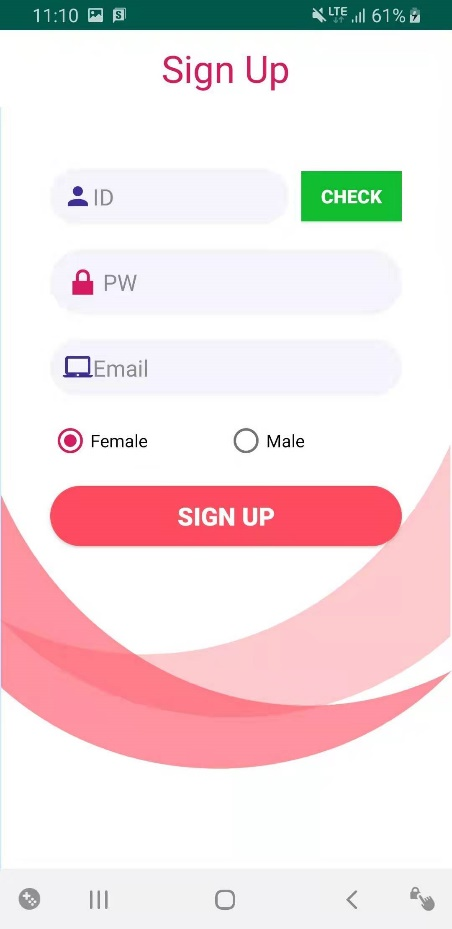 11:10 LTE 61%
Sign Up
ID CHECK
PW
Email
Female Male
SIGN UP